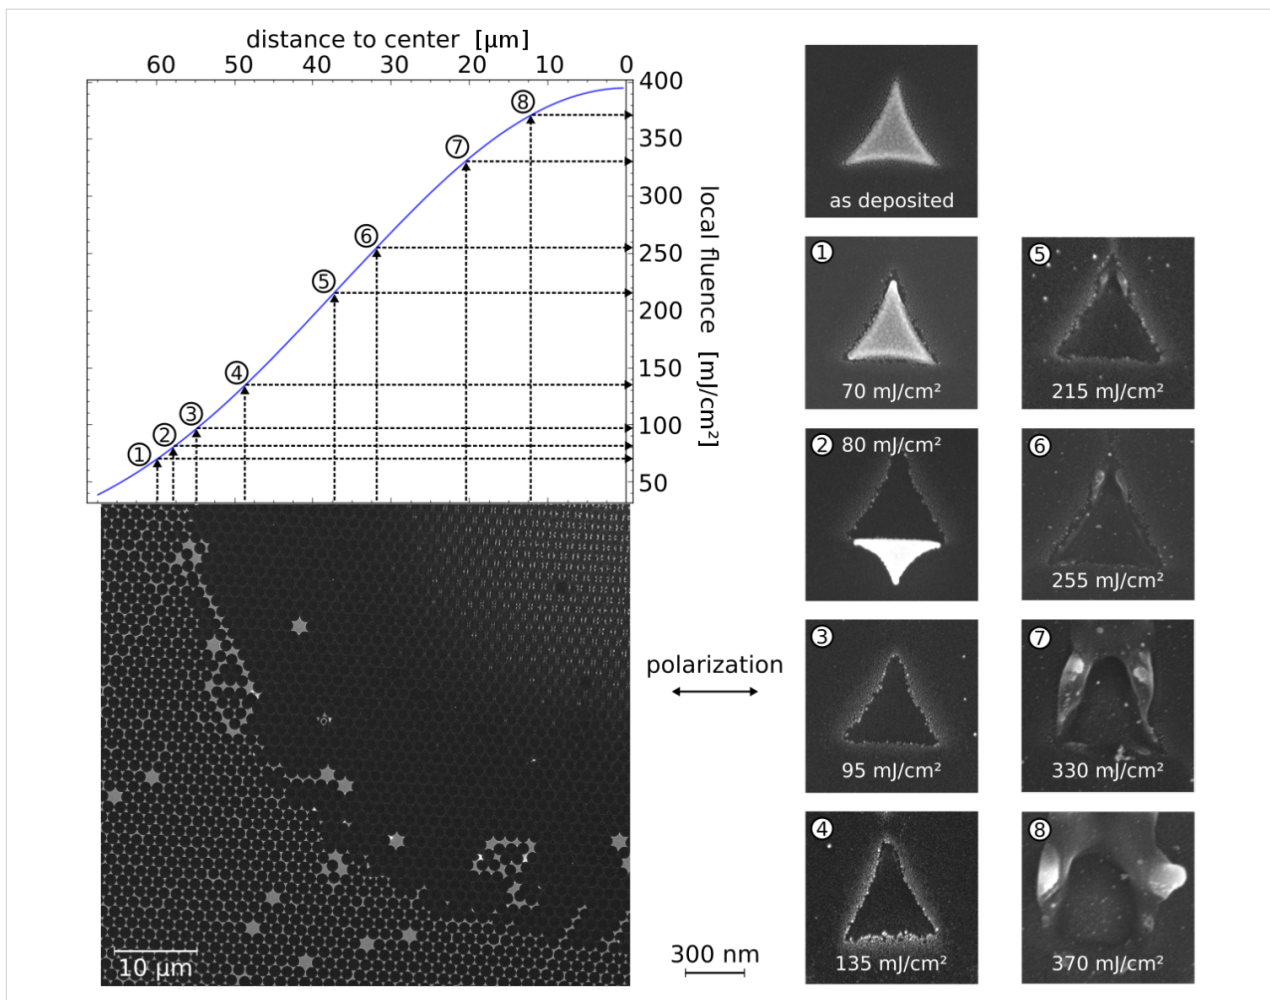 distance to center [μm]
60 50 40 30 20 10 0
400
350
300
250
200
150
100
50
local fluence [mJ/cm²]
①
②
③
④
⑤
⑥
⑦
⑧
10 μm
polarization
300 nm
as deposited
①
70 mJ/cm²
② 80 mJ/cm²
③
95 mJ/cm²
④
135 mJ/cm²
⑤
215 mJ/cm²
⑥
255 mJ/cm²
⑦
330 mJ/cm²
⑧
370 mJ/cm²